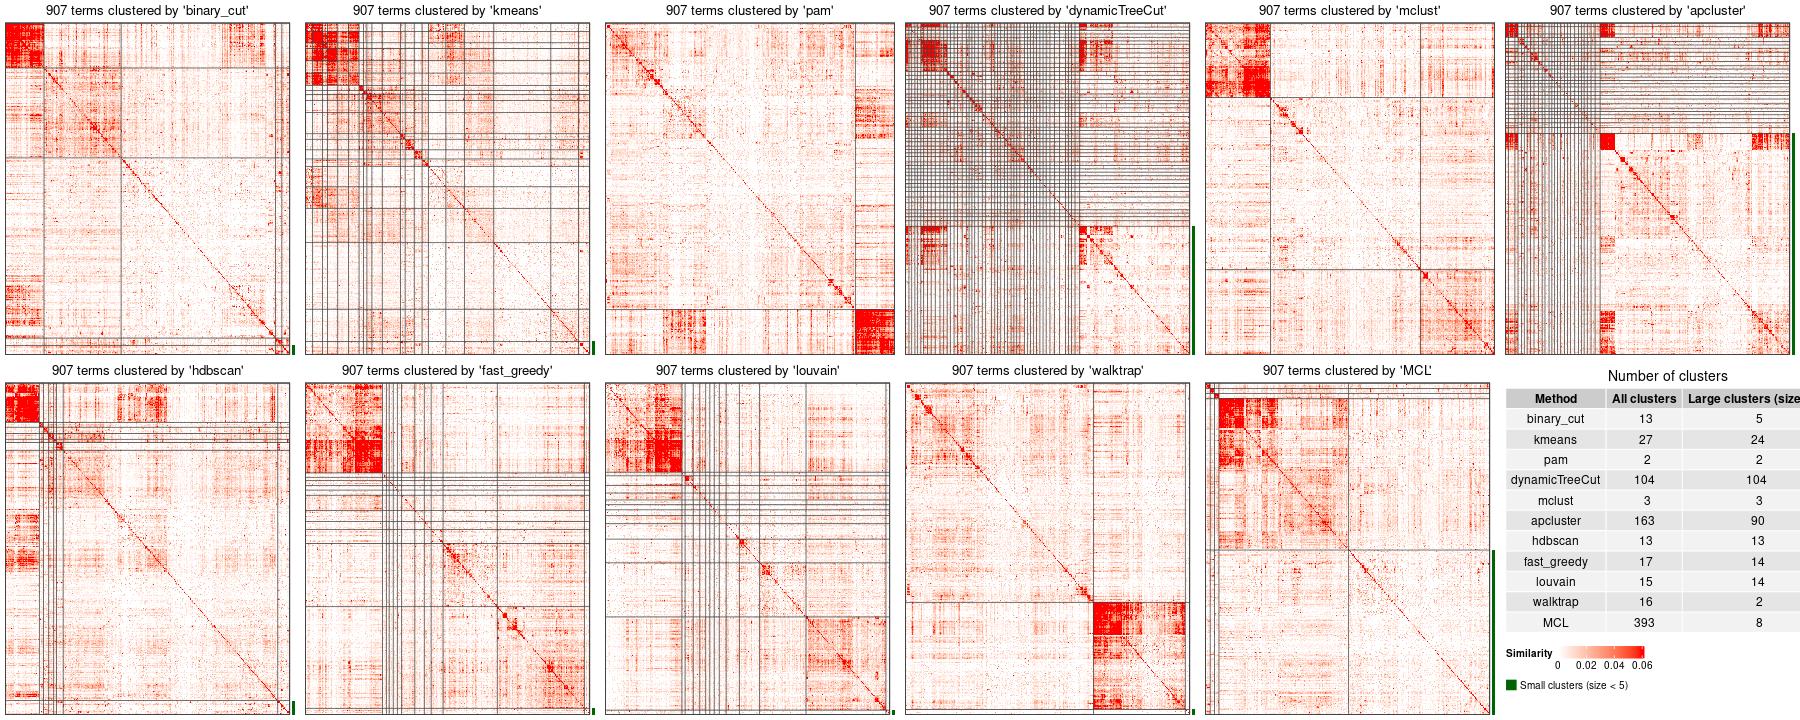 907 terms clustered by 'binary_cut'
907 terms clustered by 'kmeans'
907 terms clustered by 'pam'
907 terms clustered by 'dynamicTreeCut'
907 terms clustered by 'mclust'
907 terms clustered by 'apcluster'
907 terms clustered by 'hdbscan'
907 terms clustered by 'fast_greedy'
907 terms clustered by 'louvain'
907 terms clustered by 'walktrap'
907 terms clustered by 'MCL'
Number of clusters
Method All clusters Large clusters (size
binary_cut 13 5
kmeans 27 24
pam 2 2
dynamicTreeCut 104 104
mclust 3 3
apcluster 163 90
hdbscan 13 13
fast_greedy 17 14
louvain 15 14
walktrap 16 2
MCL 393 8
Similarity
0 0.02 0.04 0.06
Small clusters (size < 5)